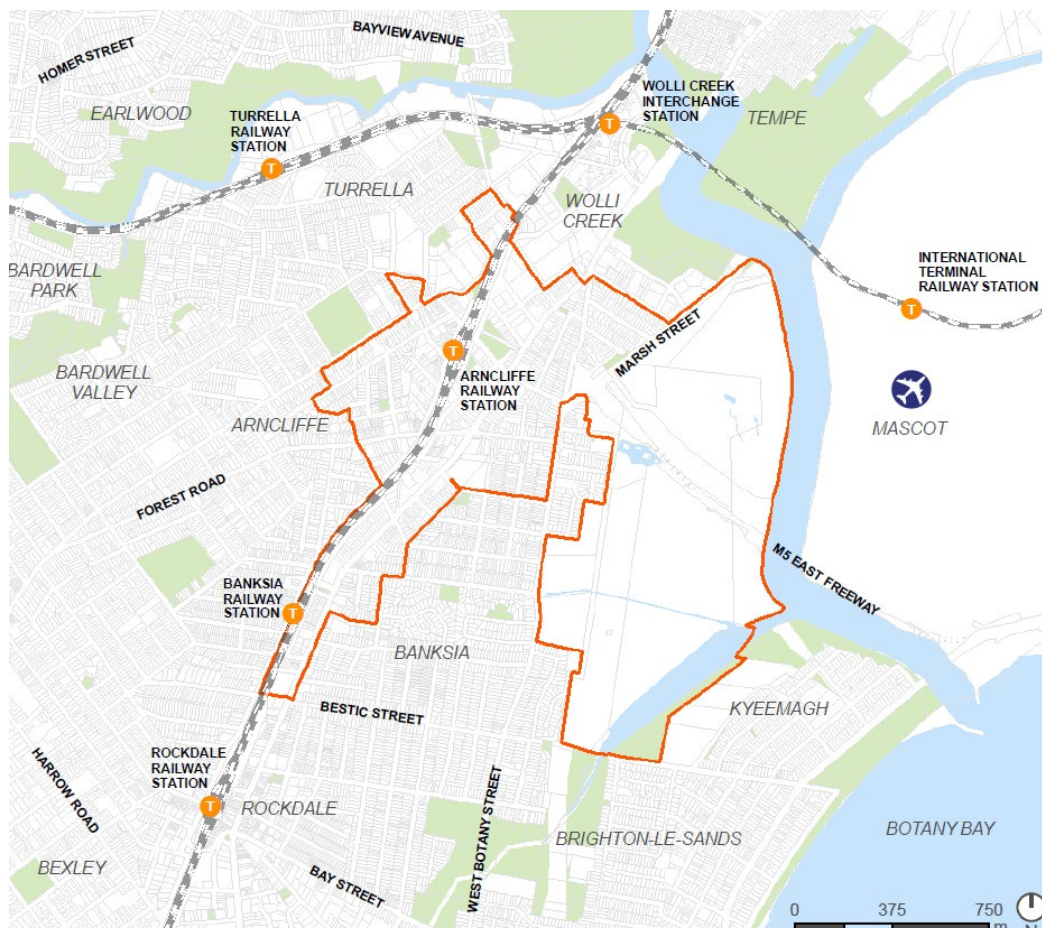 BAYVIEW AVENUE
HOMER STREET
WOLLI CREEK
INTERCHANGE
STATION
EARLWOOD
TURRELLA
RAILWAY
STATION
TEMPE
T
T
TURRELLA
WOLLI
CREEK
BARDWELL
PARK
INTERNATIONAL
TERMINAL
RAILWAY STATION
T
MARSH STREET
T
BARDWELL
VALLEY
ARNCLIFFE
RAILWAY
STATION
ARNCLIFFE
MASCOT
FOREST ROAD
M5 EAST FREEWAY
BANKSIA
RAILWAY
STATION
T
BANKSIA
BESTIC STREET
KYEEMAGH
ROCKDALE
RAILWAY
STATION
HARROW ROAD
T
ROCKDALE
WEST BOTANY STREET
BRIGHTON-LE-SANDS
BOTANY BAY
BEXLEY
BAY STREET
0 375 750
m
N